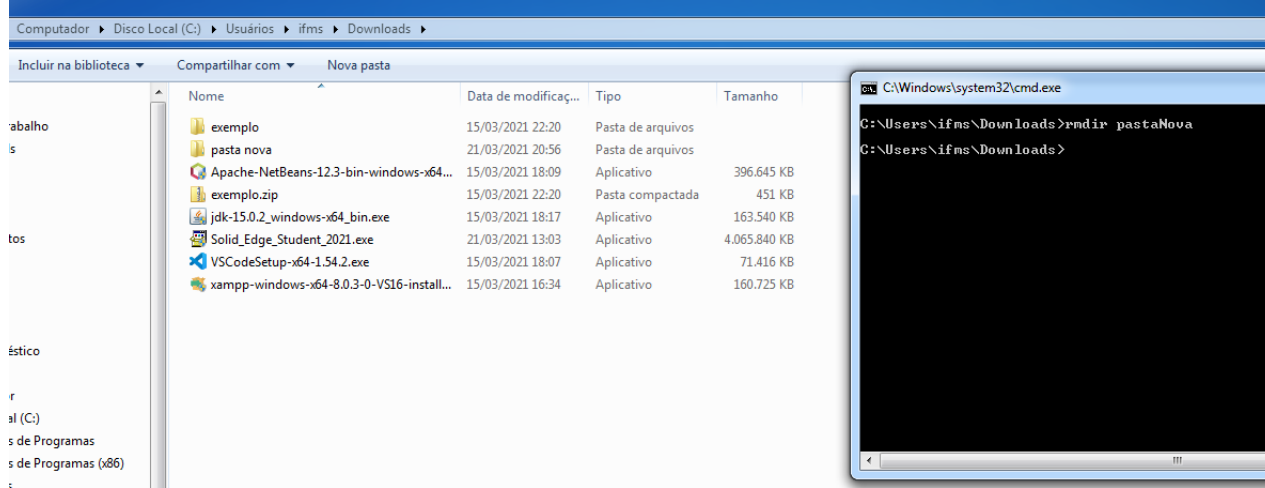 Computador ▸ Disco Local (C:) ▸ Usuários ▸ ifms ▸ Downloads ▸
Incluir na biblioteca ▾ Compartilhar com ▾ Nova pasta
Nome Data de modificaç... Tipo Tamanho
exemplo 15/03/2021 22:20 Pasta de arquivos
pasta nova 21/03/2021 20:56 Pasta de arquivos
Apache-NetBeans-12.3-bin-windows-x64... 15/03/2021 18:09 Aplicativo 396.645 KB
exemplo.zip 15/03/2021 22:20 Pasta compactada 451 KB
jdk-15.0.2_windows-x64_bin.exe 15/03/2021 18:17 Aplicativo 163.540 KB
Solid_Edge_Student_2021.exe 21/03/2021 13:03 Aplicativo 4.065.840 KB
VSCodeSetup-x64-1.54.2.exe 15/03/2021 18:07 Aplicativo 71.416 KB
xampp-windows-x64-8.0.3-0-VS16-install... 15/03/2021 16:34 Aplicativo 160.725 KB
rabalho
ls
tos
éstico
or
al (C:)
s de Programas
s de Programas (x86)
C:\Windows\system32\cmd.exe
C:\Users\ifms\Downloads>rmdir pastaNova
C:\Users\ifms\Downloads>